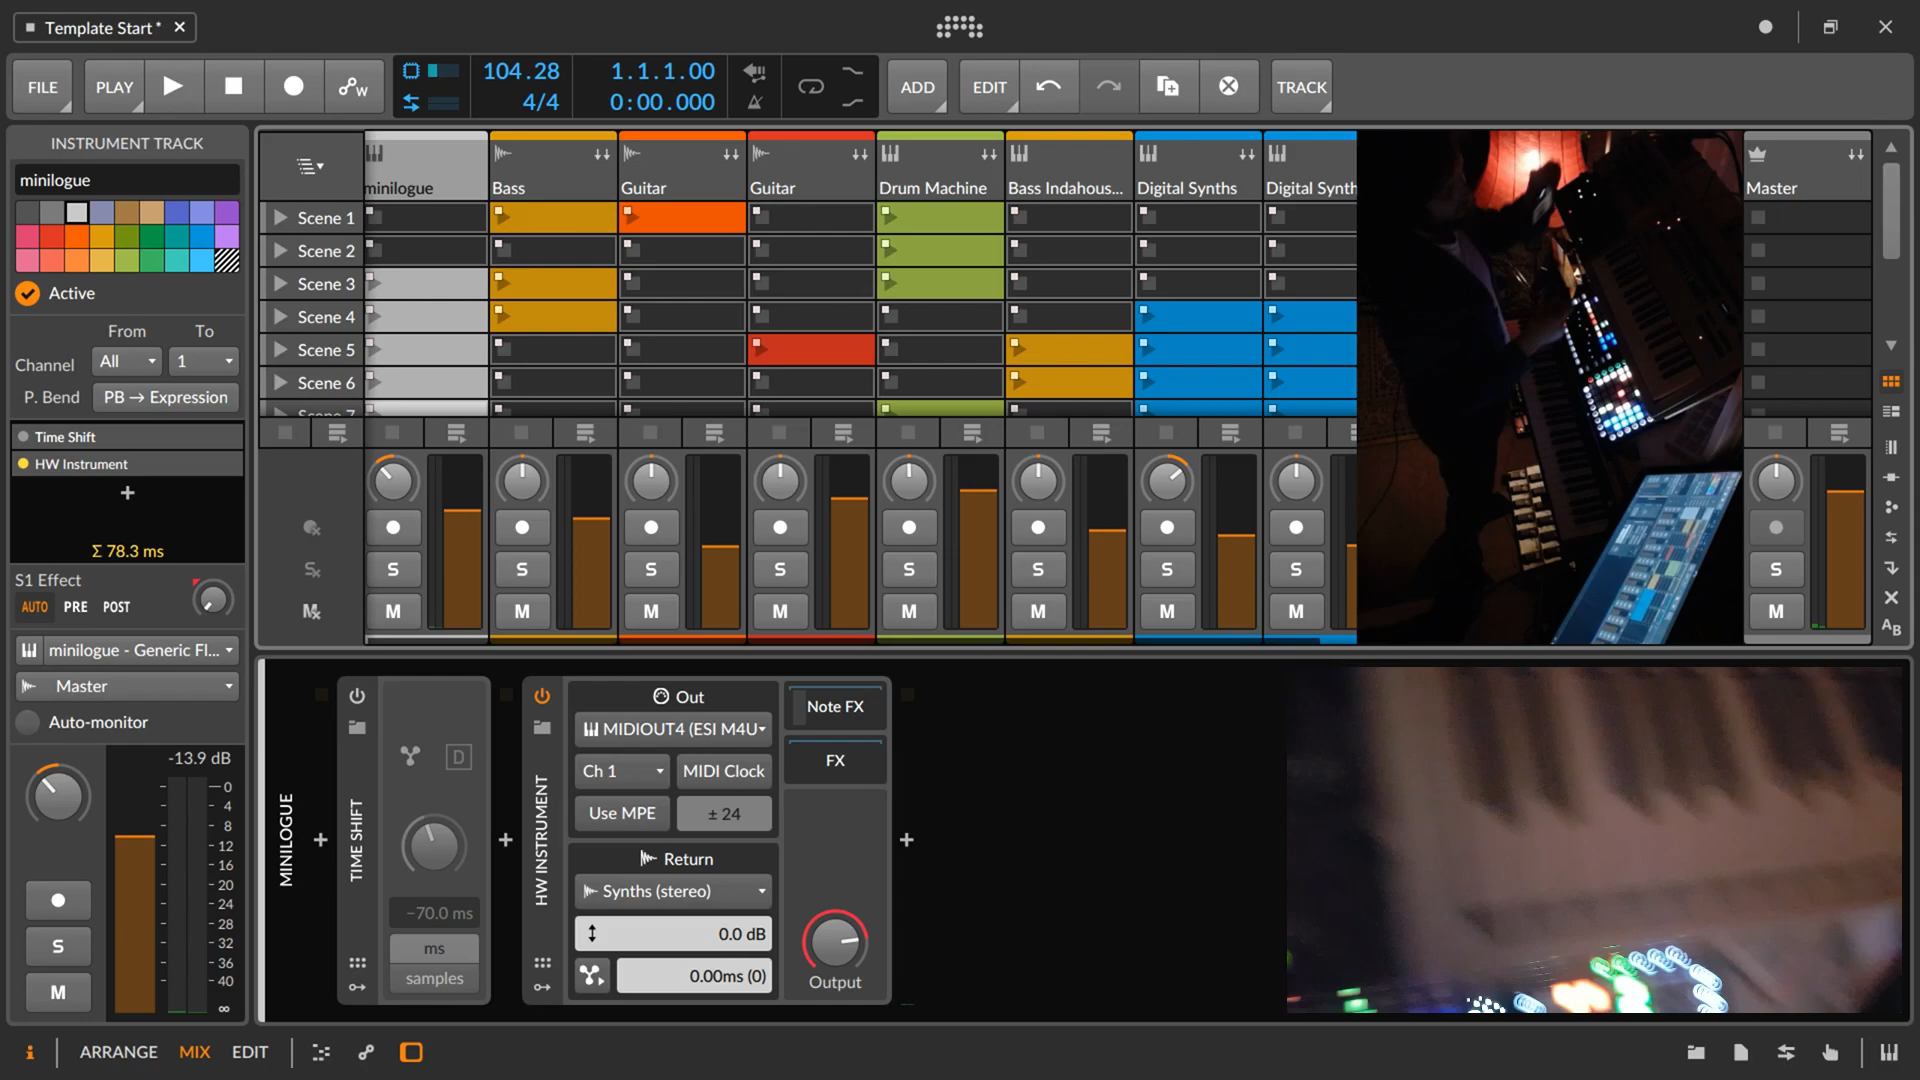 Template Start*
FILE
PLAY
W
104.28
4/4
1.1.1.00
0:00.000
ADD
EDIT
TRACK
INSTRUMENT TRACK
minilogue
Active
From To
Channel All 1
P. Bend PB → Expression
Time Shift
HW Instrument
Σ 78.3 ms
S1 Effect
AUTO PRE POST
minilogue - Generic Fl...
Master
Auto-monitor
-13.9 dB
0
4
8
12
16
20
24
28
32
36
40
∞
S
M
minilogue Bass Guitar Guitar Drum Machine Bass Indahous... Digital Synths Digital Synth Master
Scene 1
Scene 2
Scene 3
Scene 4
Scene 5
Scene 6
Scene 7
S S S S S S S S S
M M M M M M M M M
AB
MINILOGUE
TIME SHIFT
D
−70.0 ms
ms
samples
HW INSTRUMENT
Out
MIDIOUT4 (ESI M4U
Ch 1 MIDI Clock
Use MPE ± 24
Return
Synths (stereo)
0.0 dB
0.00ms (0)
Note FX
FX
Output
i ARRANGE MIX EDIT